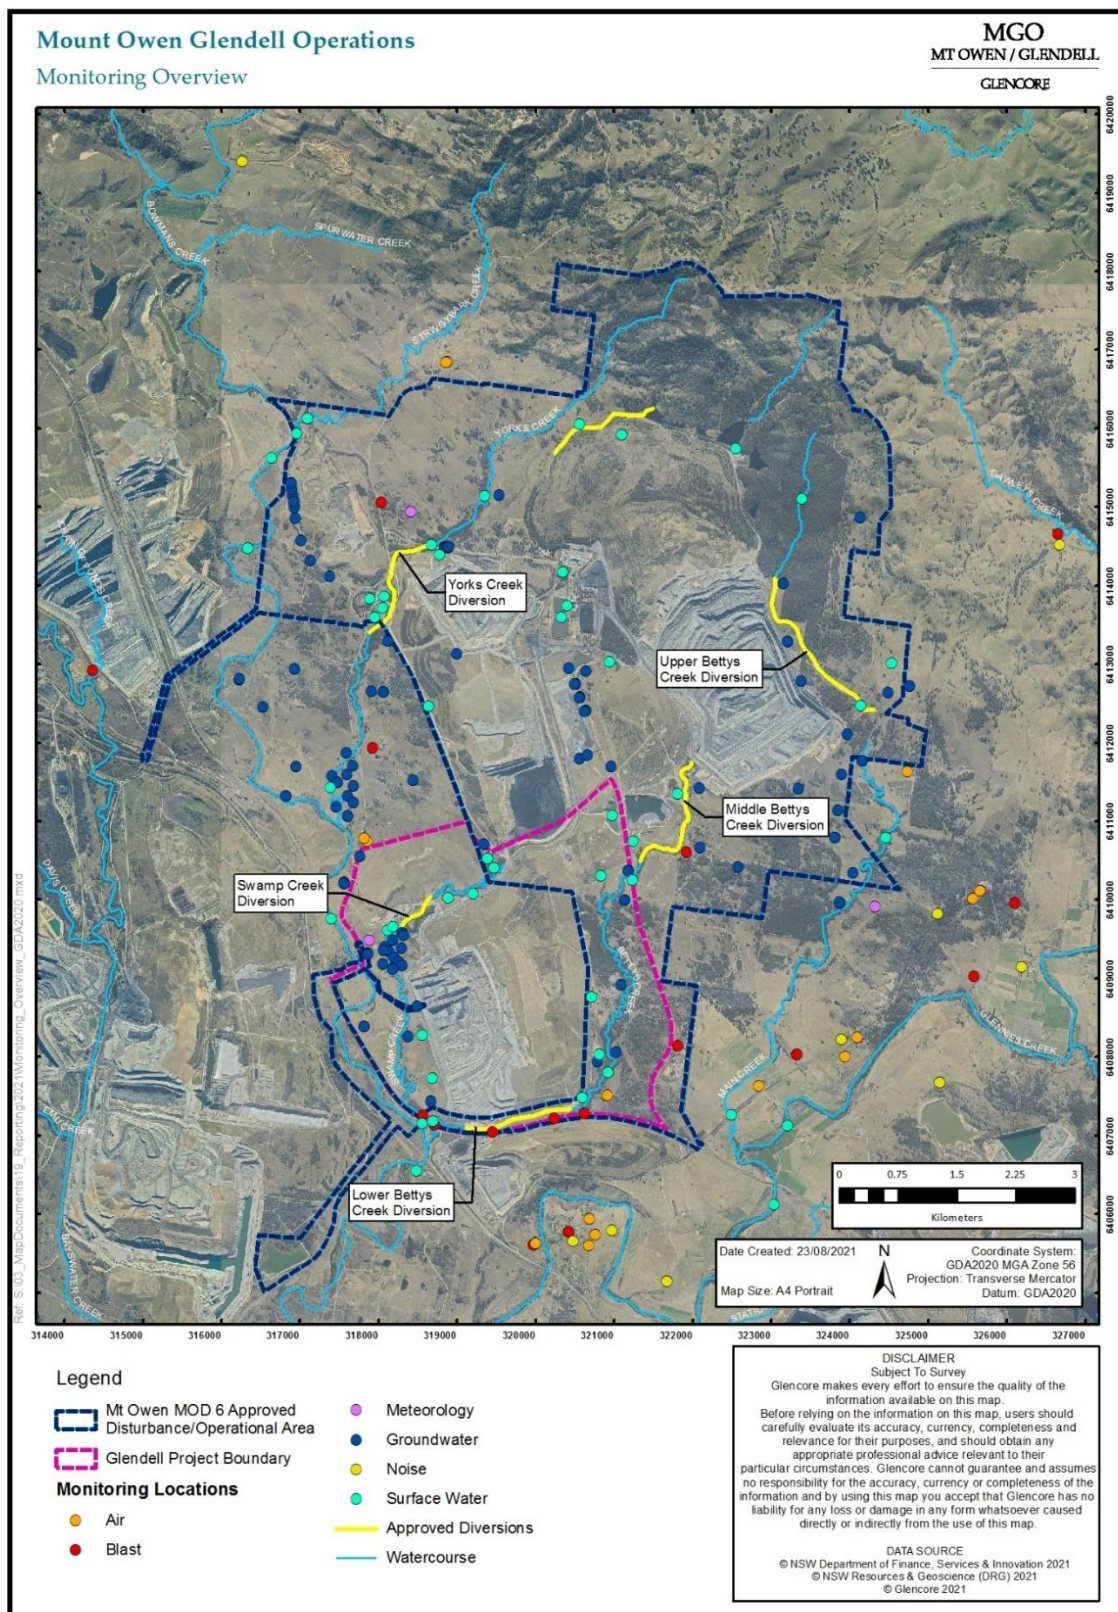 Mount Owen Glendell Operations
Monitoring Overview
MGO
MT OWEN / GLENDELL
GLENCORE
6420000
6419000
6418000
6417000
6416000
6415000
6414000
6413000
6412000
6411000
6410000
6409000
6408000
6407000
6406000
BOWMANS CREEK
SPURWATER CREEK
YORKS CREEK
Yorks Creek
Diversion
Upper Bettys
Creek Diversion
Middle Bettys
Creek Diversion
Swamp Creek
Diversion
DAVIS CREEK
BETTYS CREEK
SWAMP CREEK
MAIN CREEK
GLENNIES CREEK
Lower Bettys
Creek Diversion
BAYSWATER CREEK
0 0.75 1.5 2.25 3
Kilometers
Date Created: 23/08/2021
Map Size: A4 Portrait
N
Coordinate System:
GDA2020 MGA Zone 56
Projection: Transverse Mercator
Datum: GDA2020
Ref: S:\03_MapDocuments\19_Reporting\2021\Monitoring_Overview_GDA2020.mxd
314000 315000 316000 317000 318000 319000 320000 321000 322000 323000 324000 325000 326000 327000
Legend
Mt Owen MOD 6 Approved
Disturbance/Operational Area
Glendell Project Boundary
Monitoring Locations
Air
Blast
Meteorology
Groundwater
Noise
Surface Water
Approved Diversions
Watercourse
DISCLAIMER
Subject To Survey
Glencore makes every effort to ensure the quality of the
information available on this map.
Before relying on the information on this map, users should
carefully evaluate its accuracy, currency, completeness and
relevance for their purposes, and should obtain any
appropriate professional advice relevant to their
particular circumstances. Glencore cannot guarantee and assumes
no responsibility for the accuracy, currency or completeness of the
information and by using this map you accept that Glencore has no
liability for any loss or damage in any form whatsoever caused
directly or indirectly from the use of this map.
DATA SOURCE
© NSW Department of Finance, Services & Innovation 2021
© NSW Resources & Geoscience (DRG) 2021
© Glencore 2021